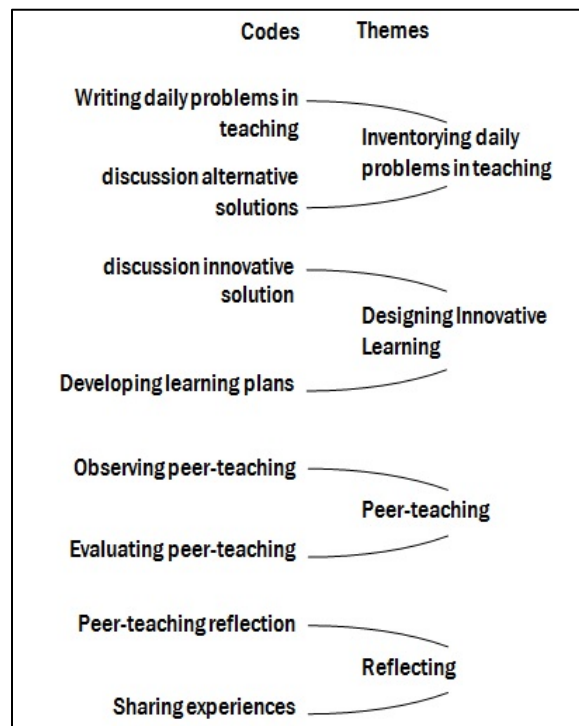 Codes Themes
Writing daily problems in
teaching
Inventorying daily
problems in teaching
discussion alternative
solutions
discussion innovative
solution
Designing Innovative
Learning
Developing learning plans
Observing peer-teaching
Peer-teaching
Evaluating peer-teaching
Peer-teaching reflection
Reflecting
Sharing experiences